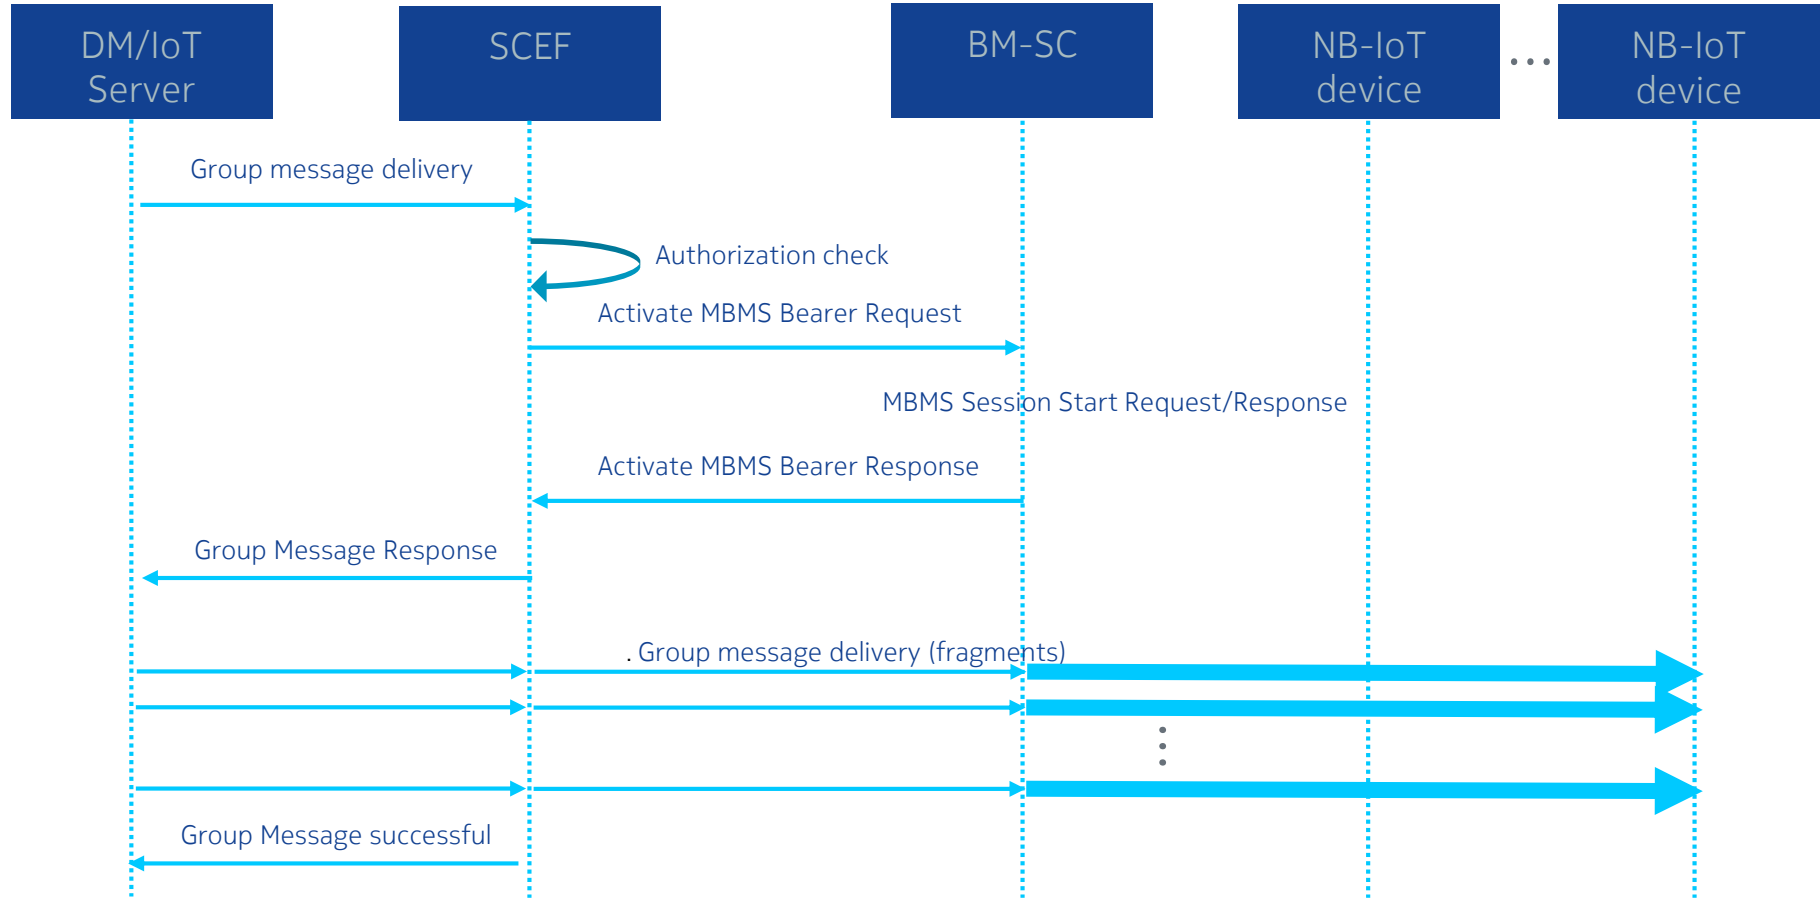 DM/IoT
Server
SCEF
BM-SC
NB-IoT
device
...
NB-IoT
device
Group message delivery
Authorization check
Activate MBMS Bearer Request
MBMS Session Start Request/Response
Activate MBMS Bearer Response
Group Message Response
. Group message delivery (fragments)
Group Message successful